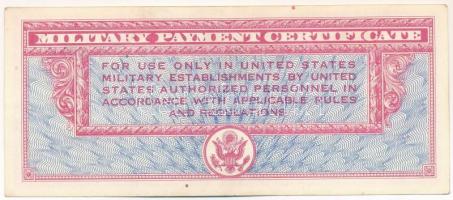 MILITARY PAYMENT CERTIFICATE
FOR USE ONLY IN UNITED STATES
MILITARY ESTABLISHMENTS BY UNITED
STATES AUTHORIZED PERSONNEL IN
ACCORDANCE WITH APPLICABLE RULES
AND REGULATIONS